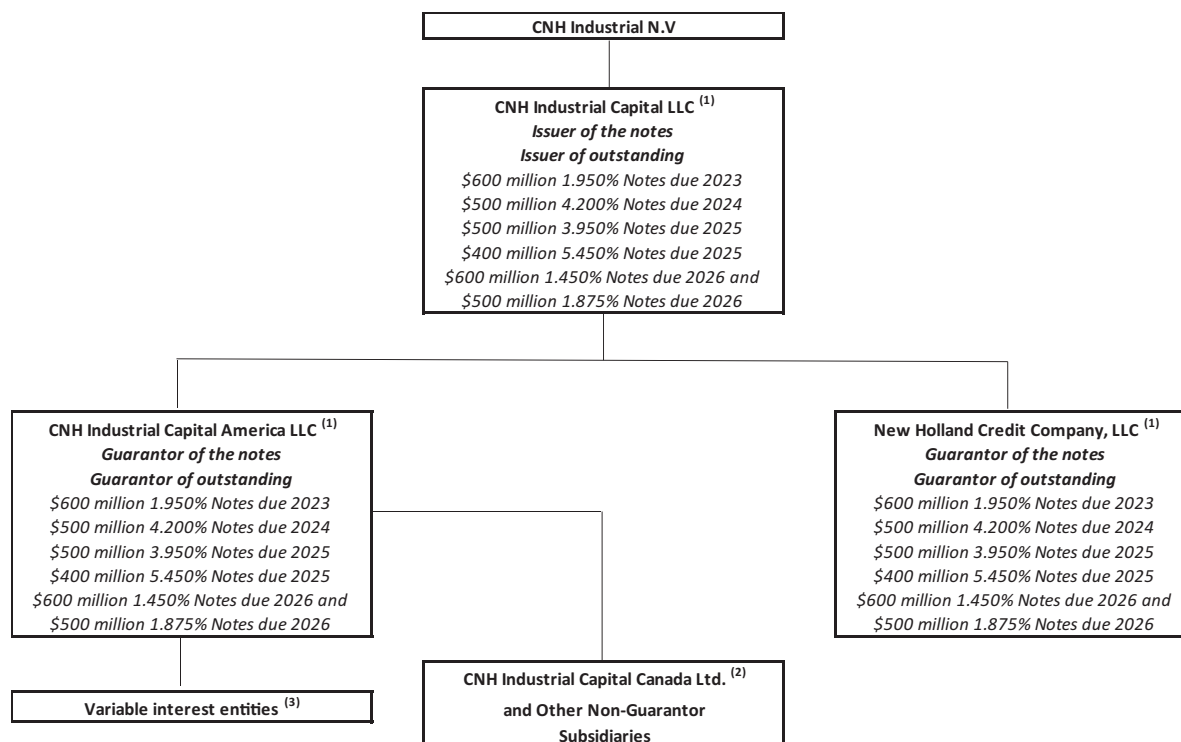 CNH Industrial N.V
CNH Industrial Capital LLC (1)
Issuer of the notes
Issuer of outstanding
$600 million 1.950% Notes due 2023
$500 million 4.200% Notes due 2024
$500 million 3.950% Notes due 2025
$400 million 5.450% Notes due 2025
$600 million 1.450% Notes due 2026 and
$500 million 1.875% Notes due 2026
CNH Industrial Capital America LLC (1)
Guarantor of the notes
Guarantor of outstanding
$600 million 1.950% Notes due 2023
$500 million 4.200% Notes due 2024
$500 million 3.950% Notes due 2025
$400 million 5.450% Notes due 2025
$600 million 1.450% Notes due 2026 and
$500 million 1.875% Notes due 2026
New Holland Credit Company, LLC (1)
Guarantor of the notes
Guarantor of outstanding
$600 million 1.950% Notes due 2023
$500 million 4.200% Notes due 2024
$500 million 3.950% Notes due 2025
$400 million 5.450% Notes due 2025
$600 million 1.450% Notes due 2026 and
$500 million 1.875% Notes due 2026
Variable interest entities (3)
CNH Industrial Capital Canada Ltd. (2)
and Other Non-Guarantor
Subsidiaries